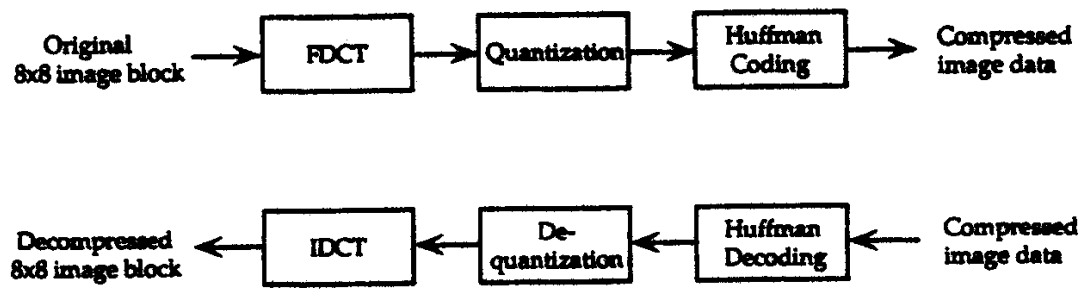 Original
8x8 image block
FDCT
Quantization
Huffman
Coding
Compressed
image data
Decompressed
8x8 image block
IDCT
De-
quantization
Huffman
Decoding
Compressed
image data